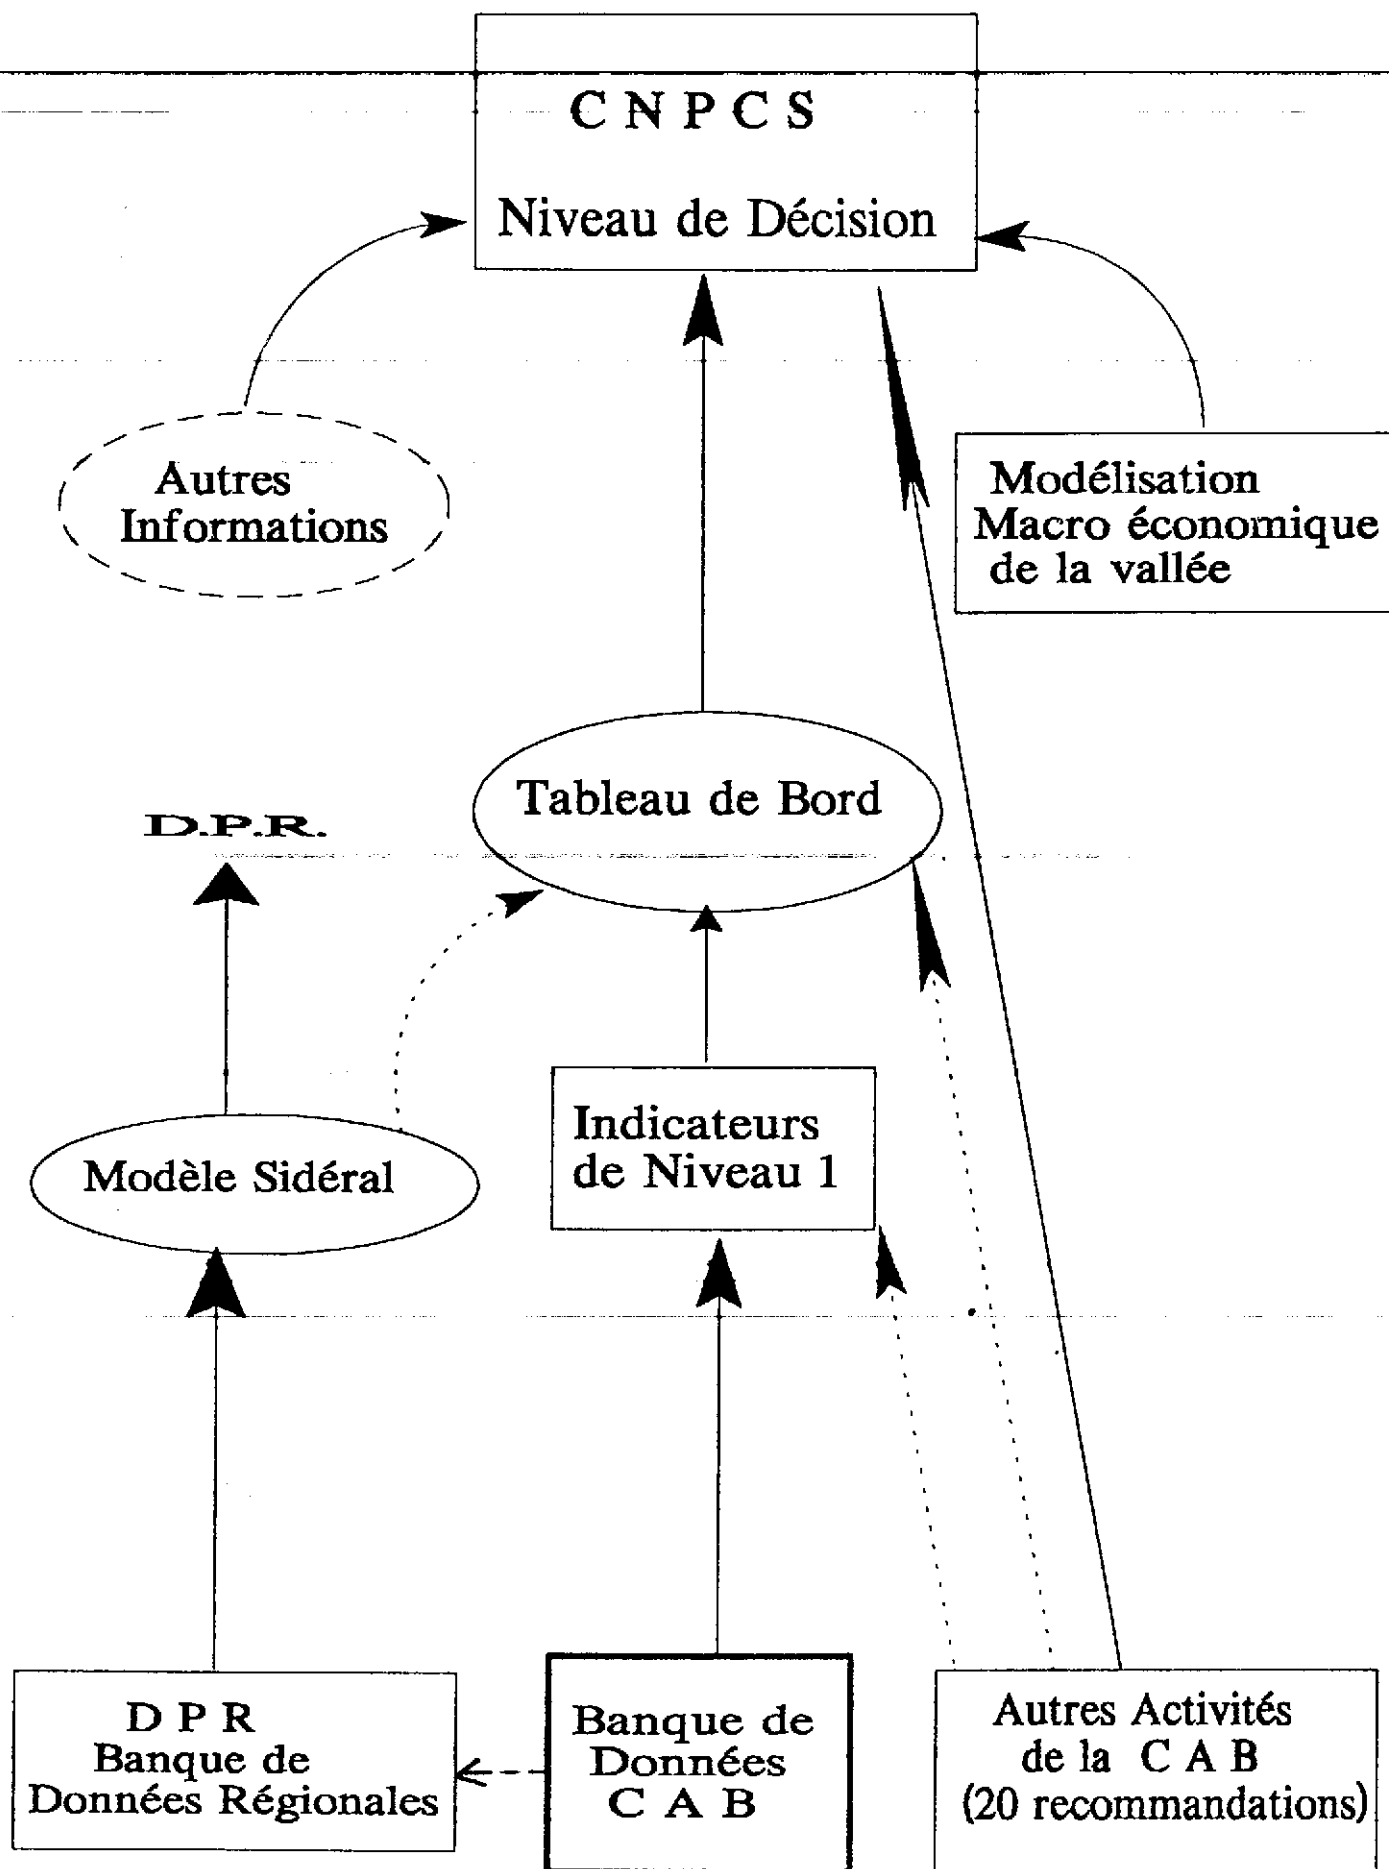 C N P C S
Niveau de Décision
Autres
Informations
Modélisation
Macro économique
de la vallée
Tableau de Bord
D.P.R.
Indicateurs
de Niveau 1
Modèle Sidéral
D P R
Banque de
Données Régionales
Banque de
Données
C A B
Autres Activités
de la C A B
(20 recommandations)